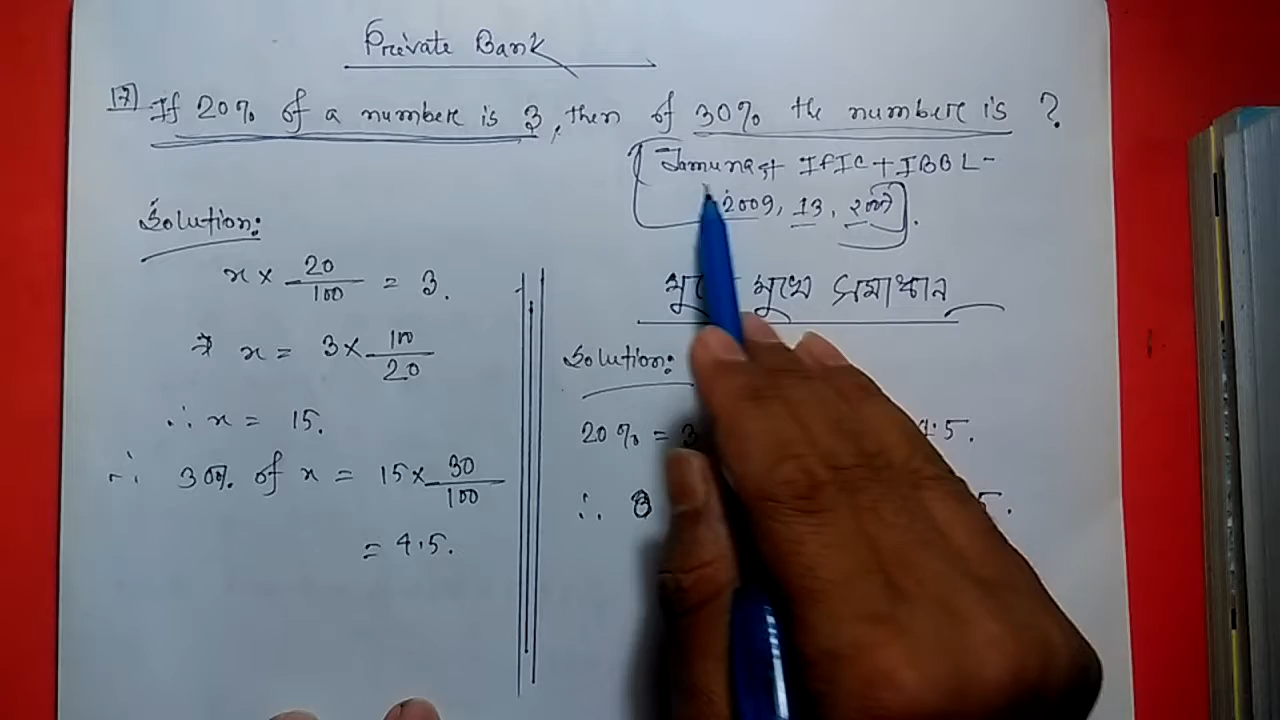 Private Bank
17 If 20% of a number is 3, then of 30% the number is ?
Jamuna + IFIC + IBBL-
2009, 13,
Solution:
x × 20/100 = 3.
⇒ x = 3 × 100/20
∴ x = 15.
∴ 30% of x = 15 × 30/100
= 4.5.
মুখে মুখে সমাধান
Solution:
20% = 3 4.5.
∴ 5.